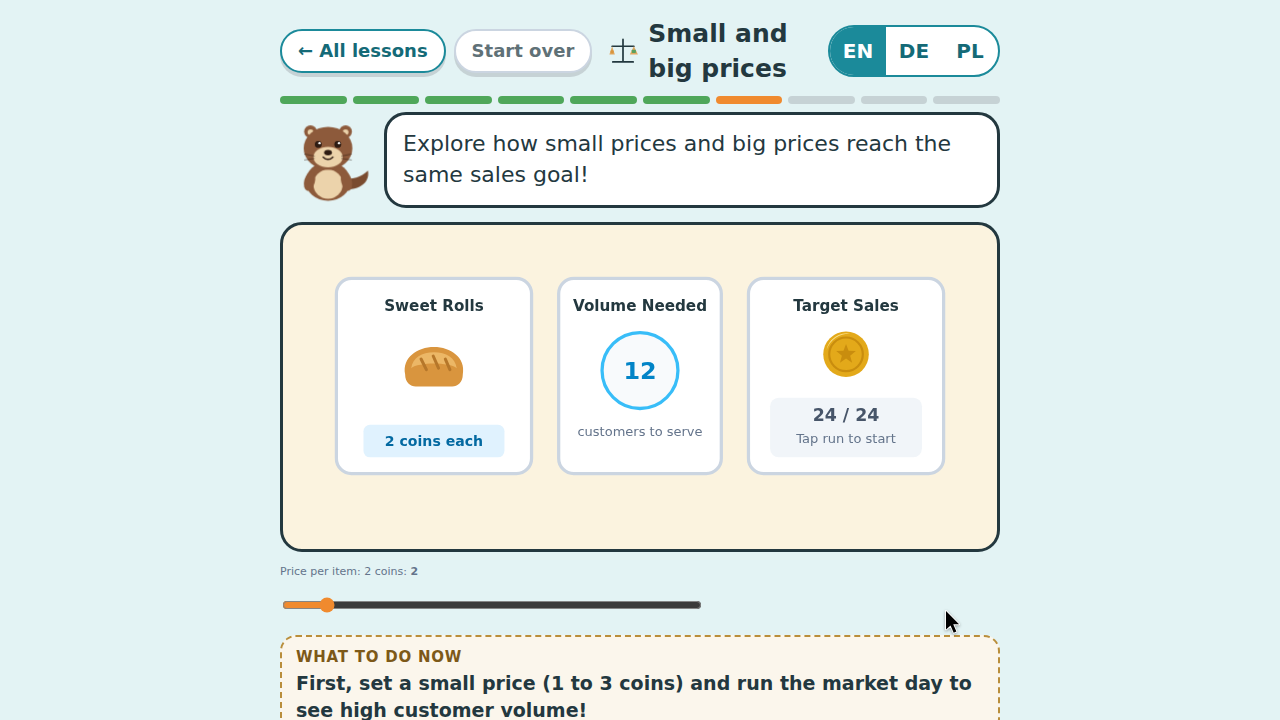 ← All lessons
Start over
Small and
big prices
EN DE PL
Explore how small prices and big prices reach the
same sales goal!
Sweet Rolls
2 coins each
Volume Needed
12
customers to serve
Target Sales
24 / 24
Tap run to start
Price per item: 2 coins: 2
WHAT TO DO NOW
First, set a small price (1 to 3 coins) and run the market day to
see high customer volume!